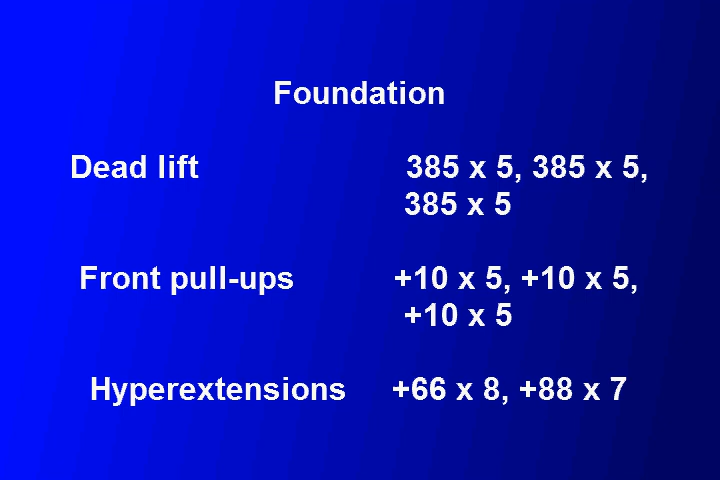 Foundation
Dead lift 385 x 5, 385 x 5,
385 x 5
Front pull-ups +10 x 5, +10 x 5,
+10 x 5
Hyperextensions +66 x 8, +88 x 7